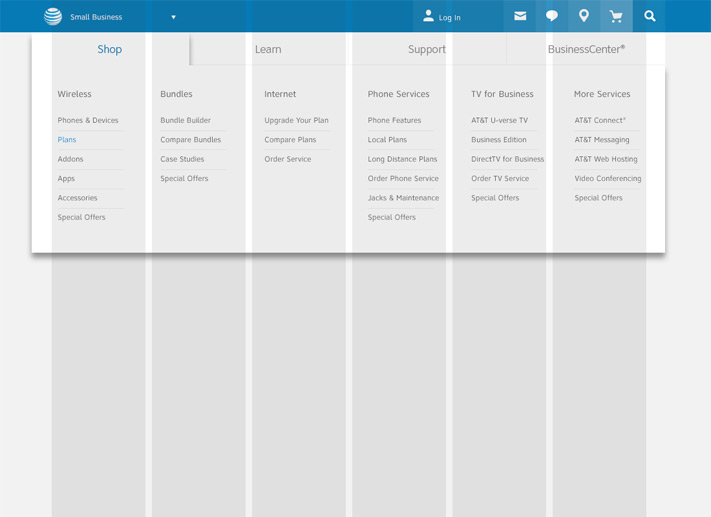 Small Business
Log In
Shop
Learn
Support
BusinessCenter®
Wireless
Phones & Devices
Plans
Addons
Apps
Accessories
Special Offers
Bundles
Bundle Builder
Compare Bundles
Case Studies
Special Offers
Internet
Upgrade Your Plan
Compare Plans
Order Service
Phone Services
Phone Features
Local Plans
Long Distance Plans
Order Phone Service
Jacks & Maintenance
Special Offers
TV for Business
AT&T U-verse TV
Business Edition
DirectTV for Business
Order TV Service
Special Offers
More Services
AT&T Connect®
AT&T Messaging
AT&T Web Hosting
Video Conferencing
Special Offers